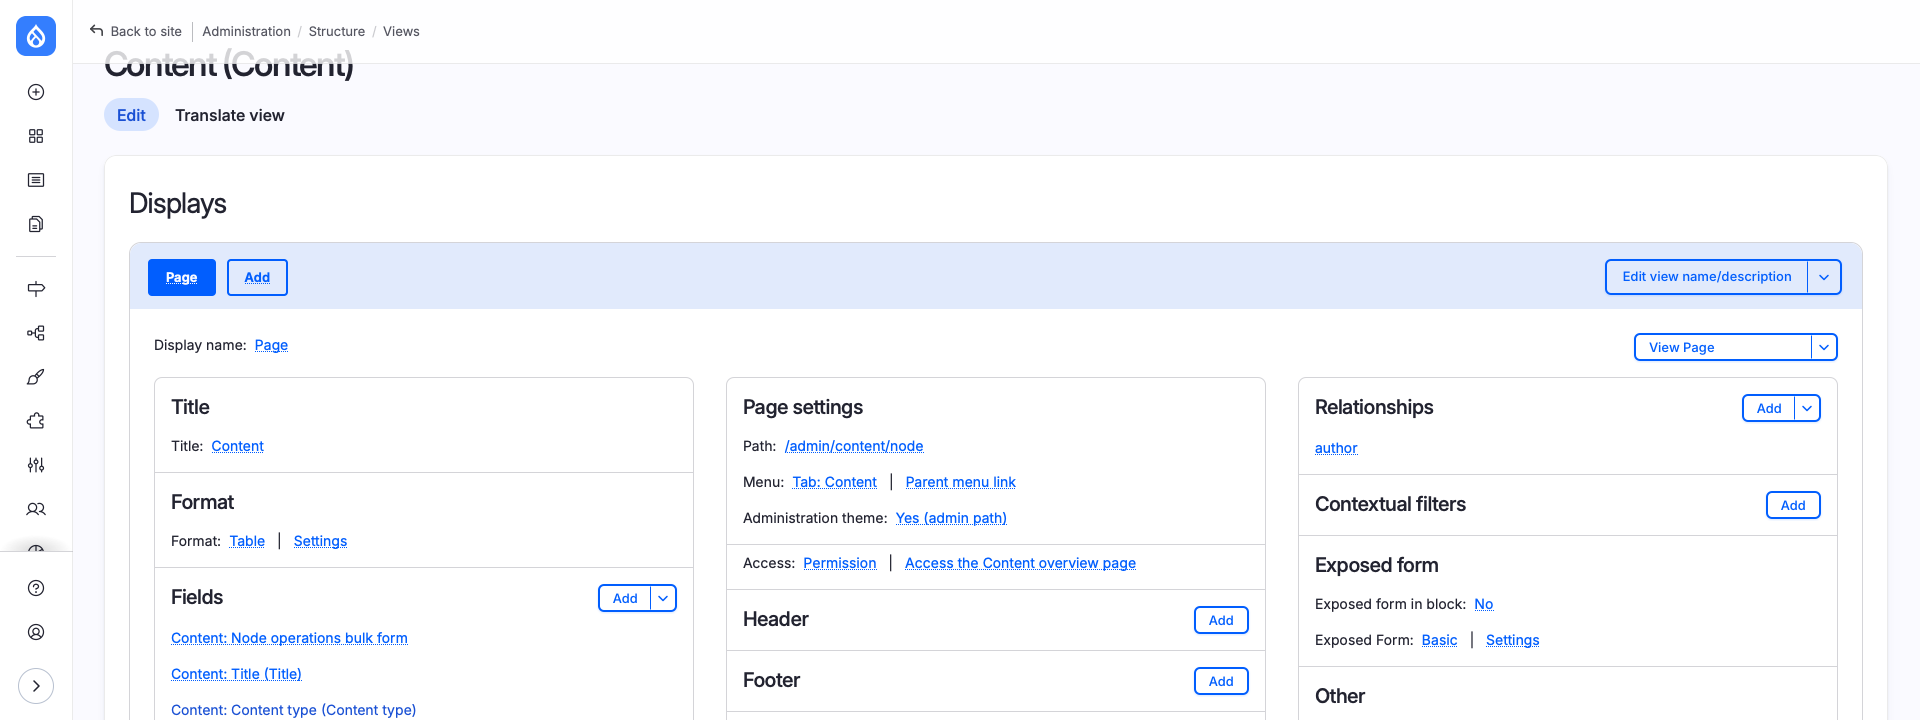 Back to site
Administration / Structure / Views
Content (Content)
Edit
Translate view
Displays
Page
Add
Edit view name/description
Display name: Page
View Page
Title
Title: Content
Format
Format: Table | Settings
Fields
Add
Content: Node operations bulk form
Content: Title (Title)
Content: Content type (Content type)
Page settings
Path: /admin/content/node
Menu: Tab: Content | Parent menu link
Administration theme: Yes (admin path)
Access: Permission | Access the Content overview page
Header
Add
Footer
Add
Relationships
Add
author
Contextual filters
Add
Exposed form
Exposed form in block: No
Exposed Form: Basic | Settings
Other